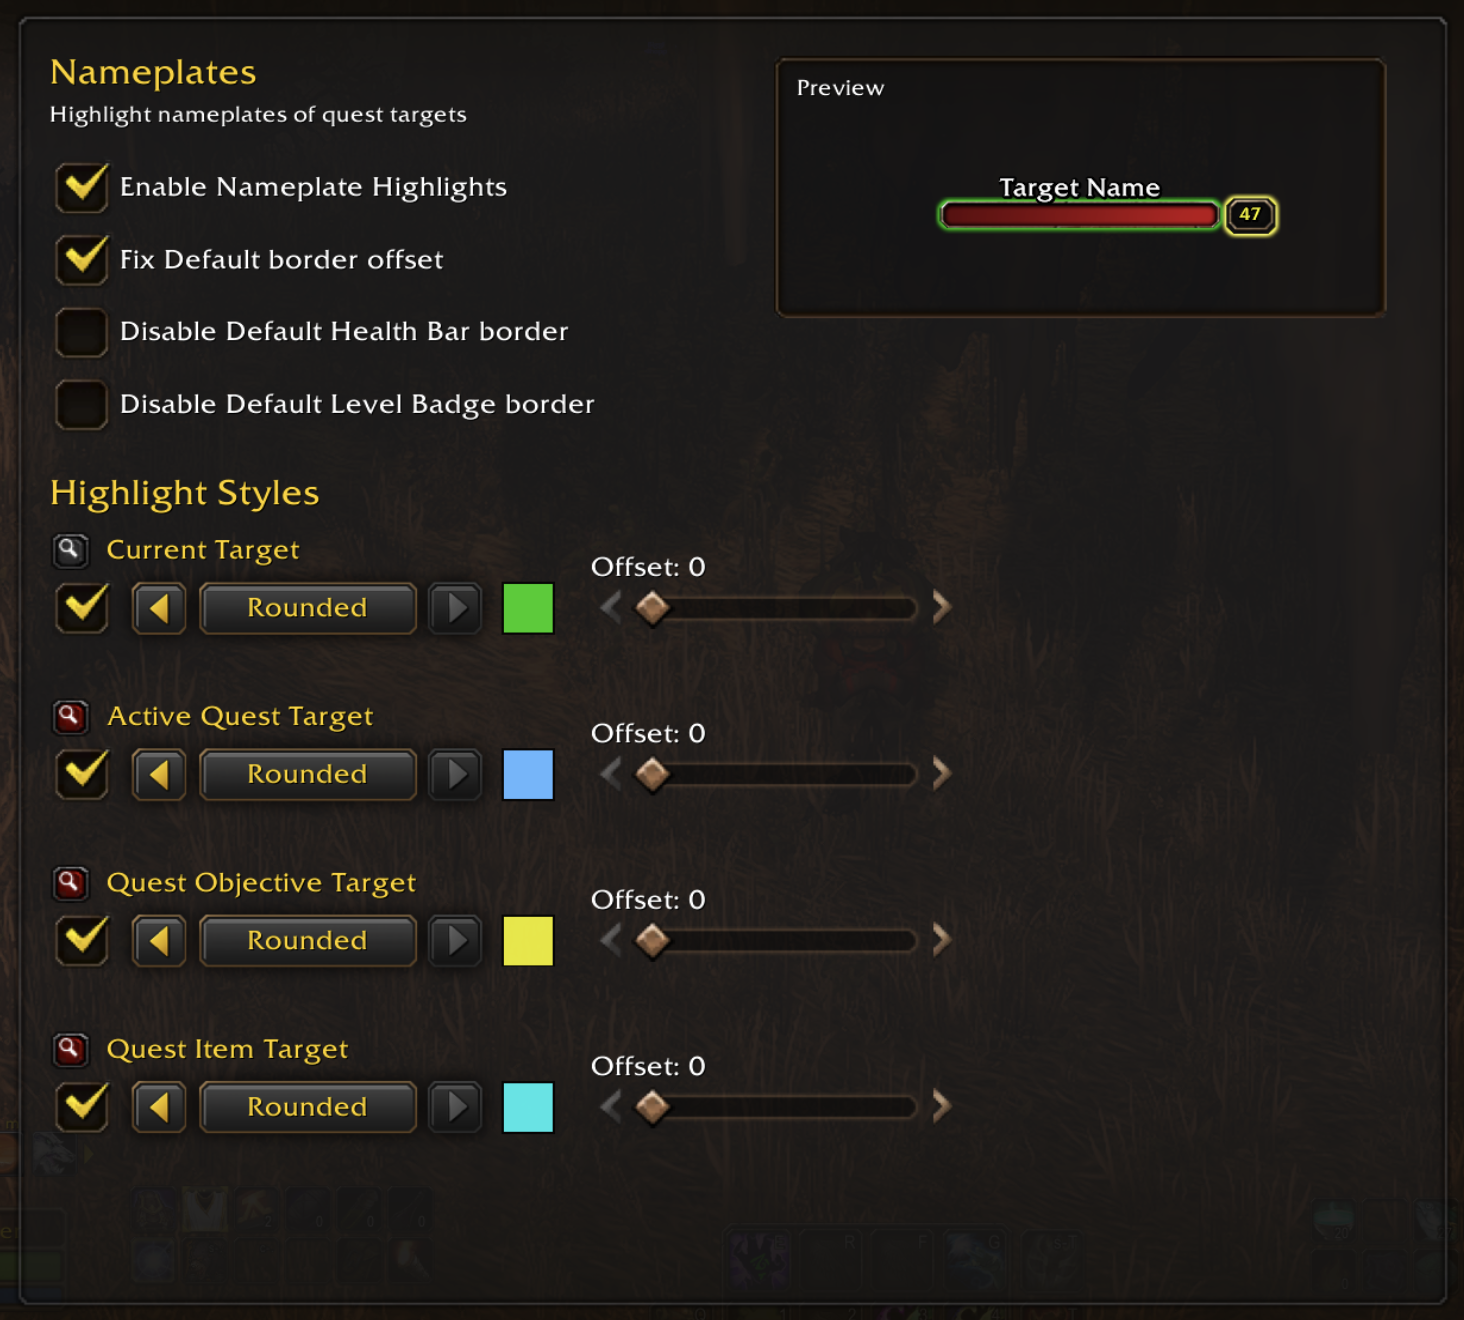 Nameplates
Highlight nameplates of quest targets
Preview
Target Name
47
Enable Nameplate Highlights
Fix Default border offset
Disable Default Health Bar border
Disable Default Level Badge border
Highlight Styles
Current Target
Offset: 0
Rounded
Active Quest Target
Offset: 0
Rounded
Quest Objective Target
Offset: 0
Rounded
Quest Item Target
Offset: 0
Rounded
R
F
G